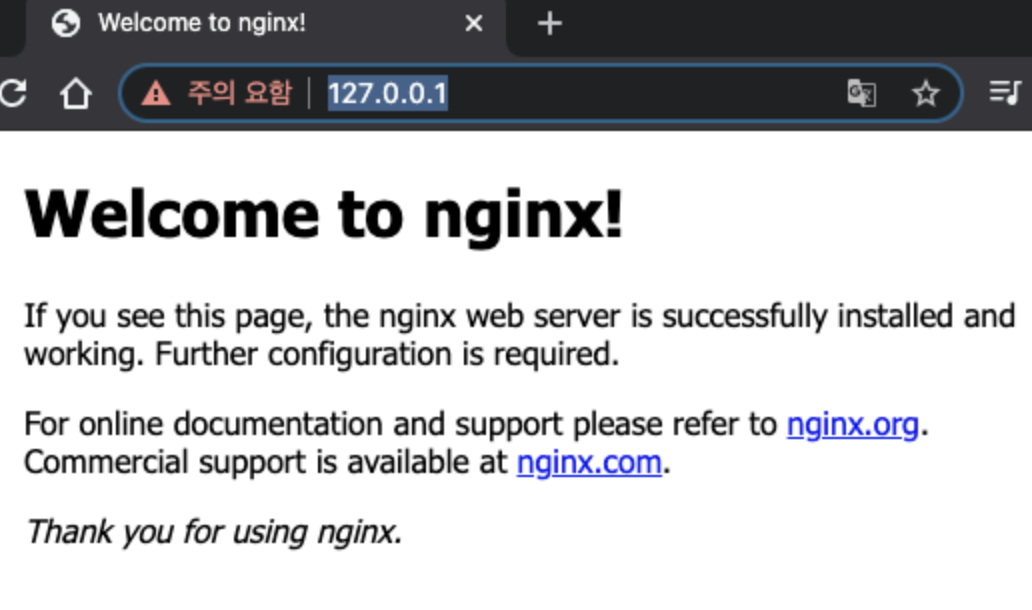 Welcome to nginx!
주의 요함 127.0.0.1
Welcome to nginx!
If you see this page, the nginx web server is successfully installed and
working. Further configuration is required.
For online documentation and support please refer to nginx.org.
Commercial support is available at nginx.com.
Thank you for using nginx.